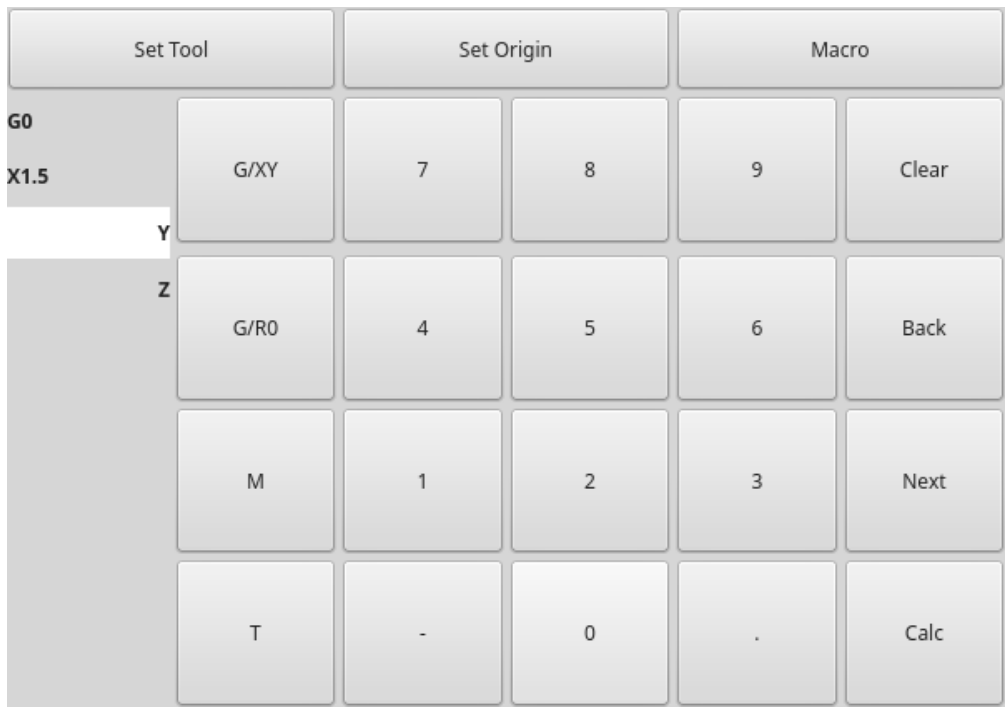 Set Tool Set Origin Macro
G0
X1.5
Y
Z
G/XY 7 8 9 Clear
G/R0 4 5 6 Back
M 1 2 3 Next
T - 0 . Calc